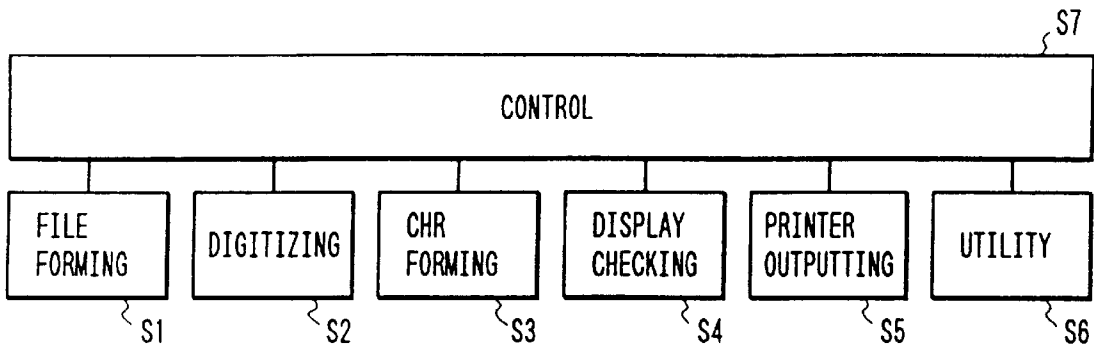 S7
CONTROL
FILE
FORMING
DIGITIZING
CHR
FORMING
DISPLAY
CHECKING
PRINTER
OUTPUTTING
UTILITY
S1
S2
S3
S4
S5
S6